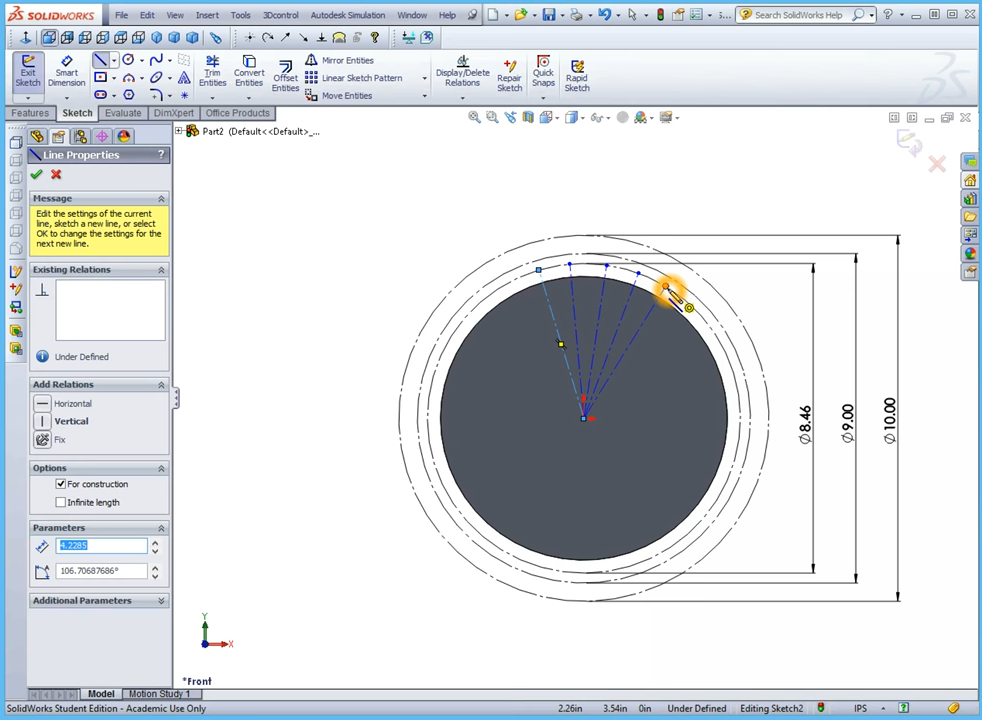 SOLIDWORKS
File
Edit
View
Insert
Tools
3Dcontrol
Autodesk Simulation
Window
Help
S...
Search SolidWorks Help
Exit Sketch
Smart Dimension
Trim Entities
Convert Entities
Offset Entities
Mirror Entities
Linear Sketch Pattern
Move Entities
Display/Delete Relations
Repair Sketch
Quick Snaps
Rapid Sketch
Features
Sketch
Evaluate
DimXpert
Office Products
Part2 (Default<<Default>_...
Line Properties
?
Message
Edit the settings of the current
line, sketch a new line, or select
OK to change the settings for the
next new line.
Existing Relations
Under Defined
Add Relations
Horizontal
Vertical
Fix
Options
For construction
Infinite length
Parameters
4.2285
106.70687686°
Additional Parameters
Ø8.46
Ø9.00
Ø10.00
Y
X
*Front
Model
Motion Study 1
SolidWorks Student Edition - Academic Use Only
2.26in
3.54in
0in
Under Defined
Editing Sketch2
IPS